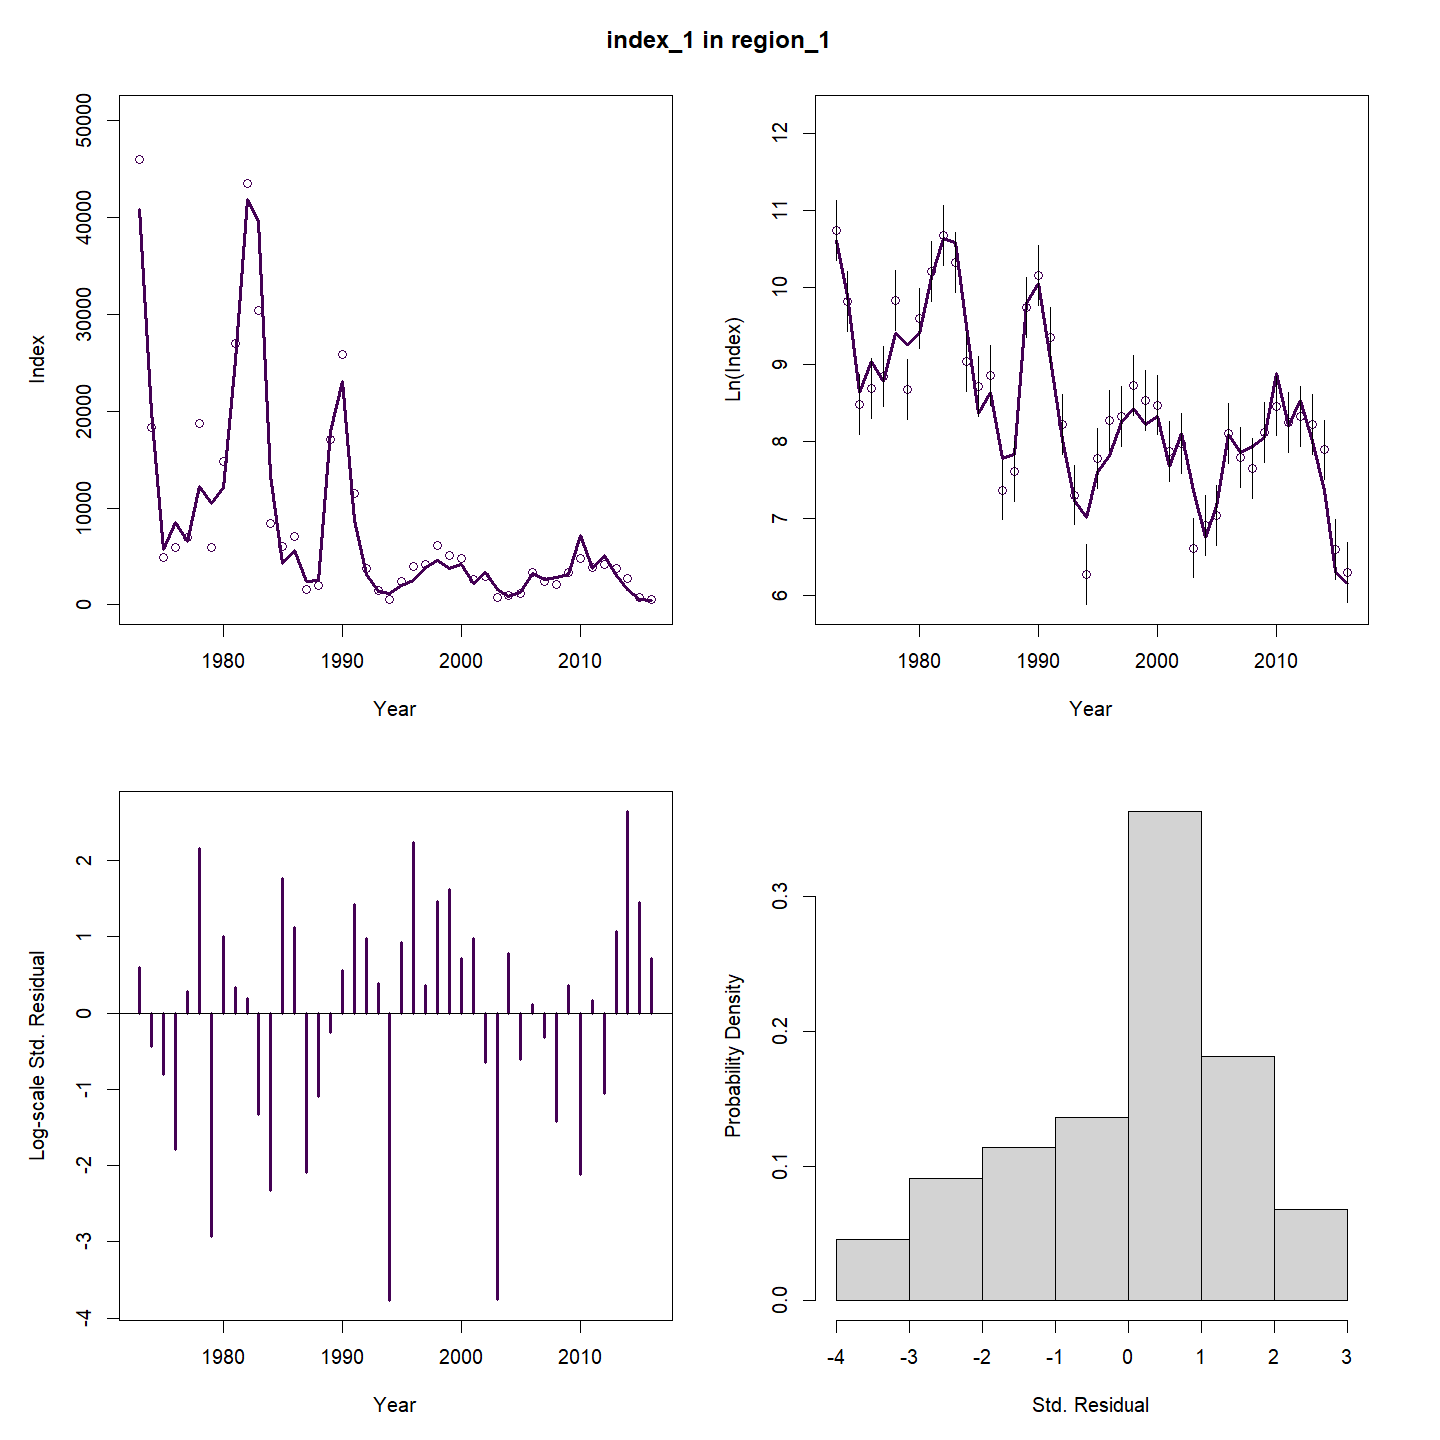 index_1 in region_1
Index
50000
40000
30000
20000
10000
0
1980 1990 2000 2010
Year
Ln(Index)
12
11
10
9
8
7
6
1980 1990 2000 2010
Year
Log-scale Std. Residual
2
1
0
-1
-2
-3
-4
1980 1990 2000 2010
Year
Probability Density
0.3
0.2
0.1
0.0
-4 -3 -2 -1 0 1 2 3
Std. Residual